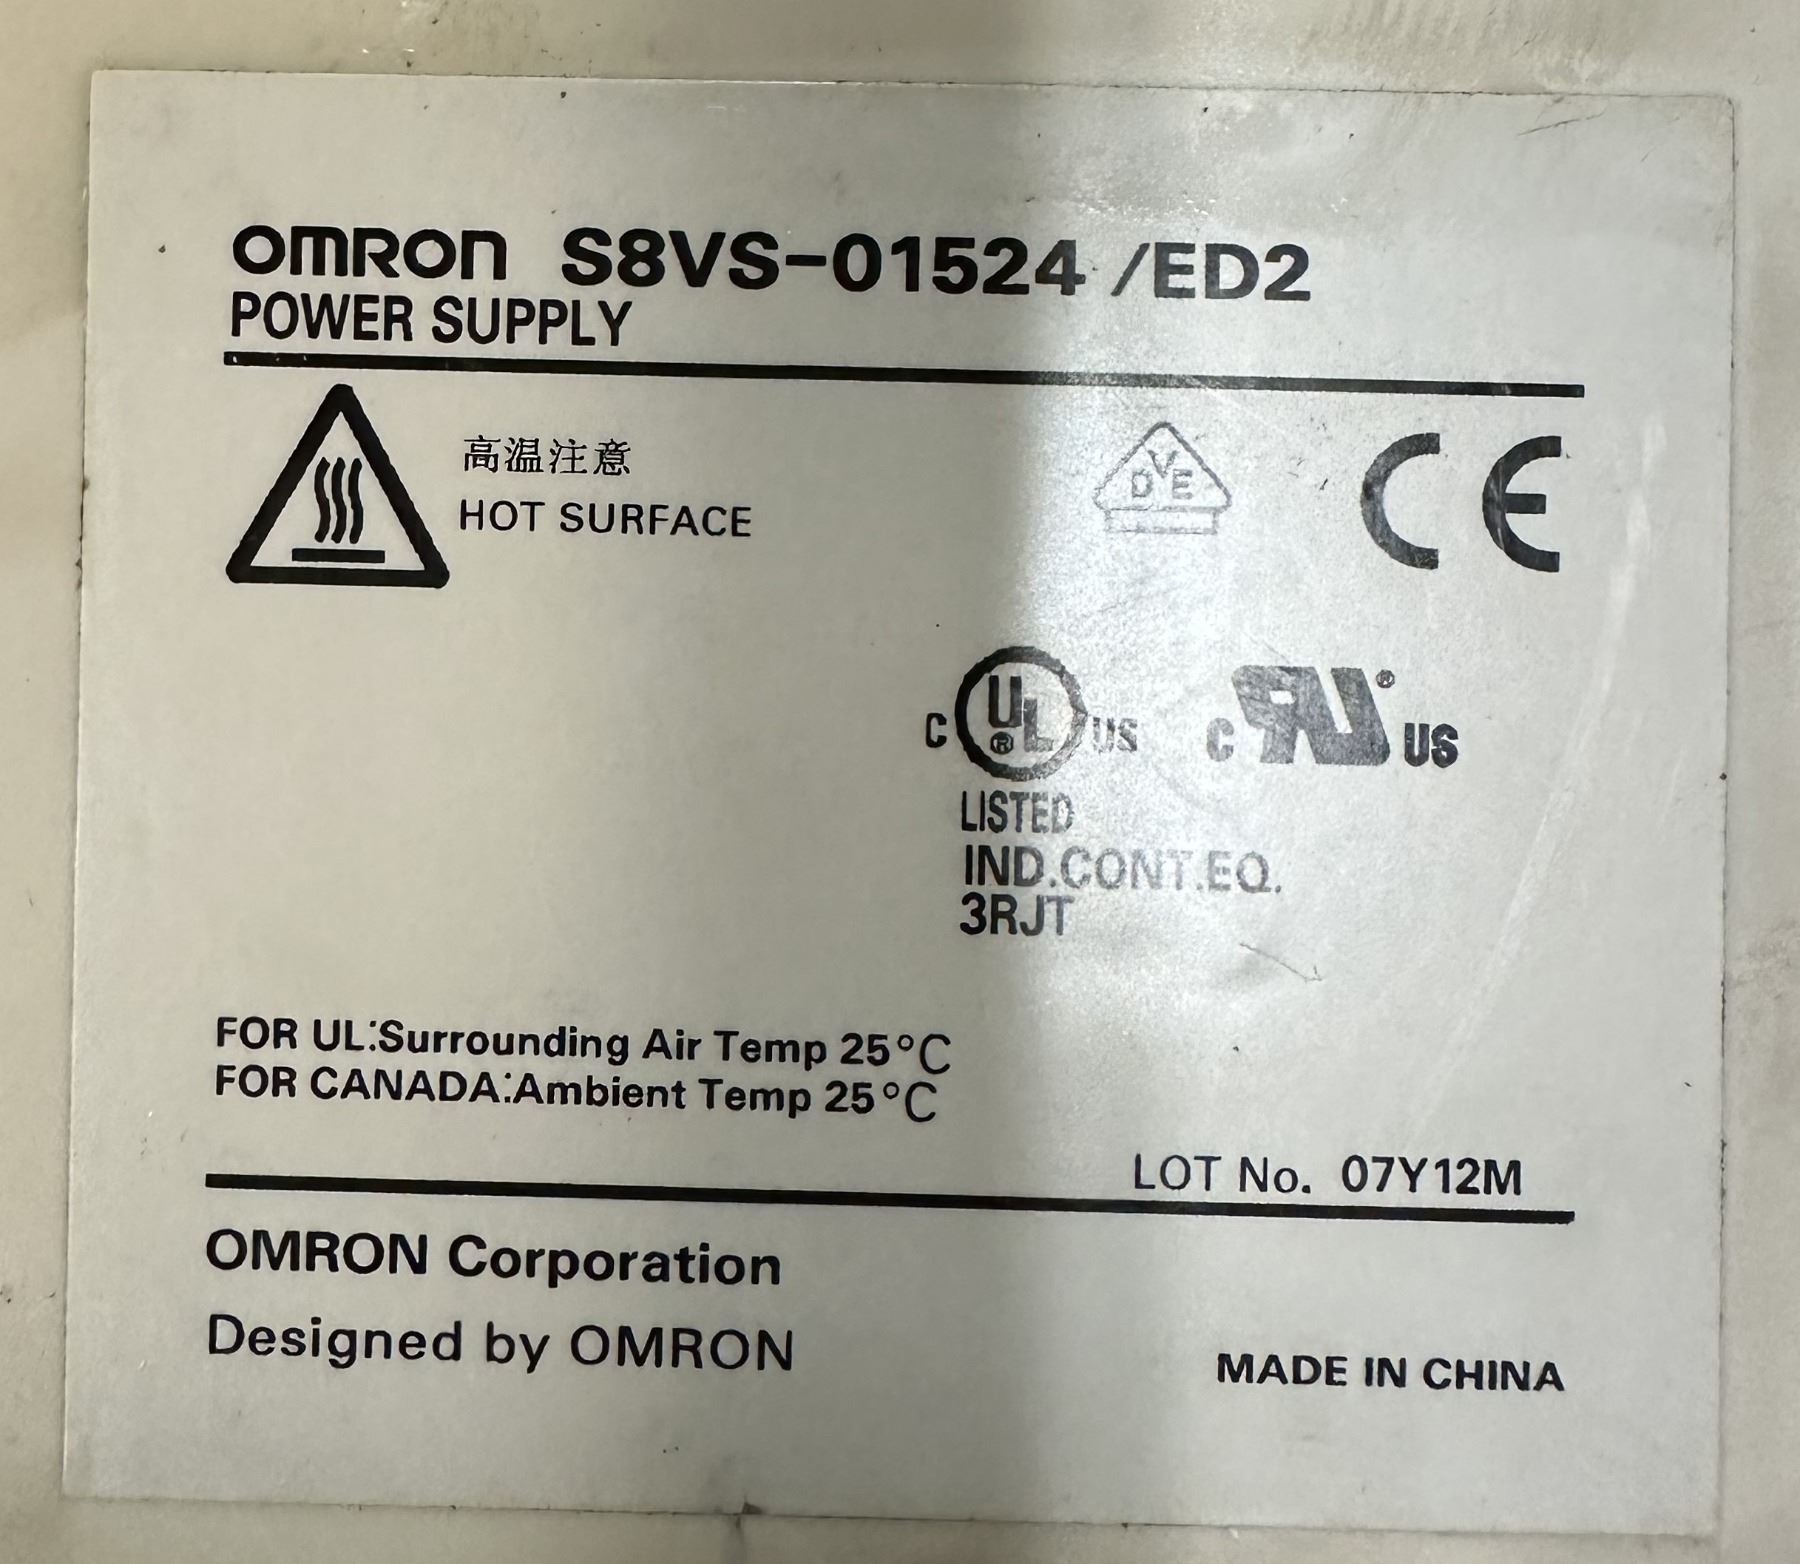 OMRON S8VS-01524 /ED2
POWER SUPPLY
高温注意
HOT SURFACE
DVE
CE
C UL® US
C RU® US
LISTED
IND.CONT.EQ.
3RJT
FOR UL:Surrounding Air Temp 25°C
FOR CANADA:Ambient Temp 25°C
LOT No. 07Y12M
OMRON Corporation
Designed by OMRON
MADE IN CHINA